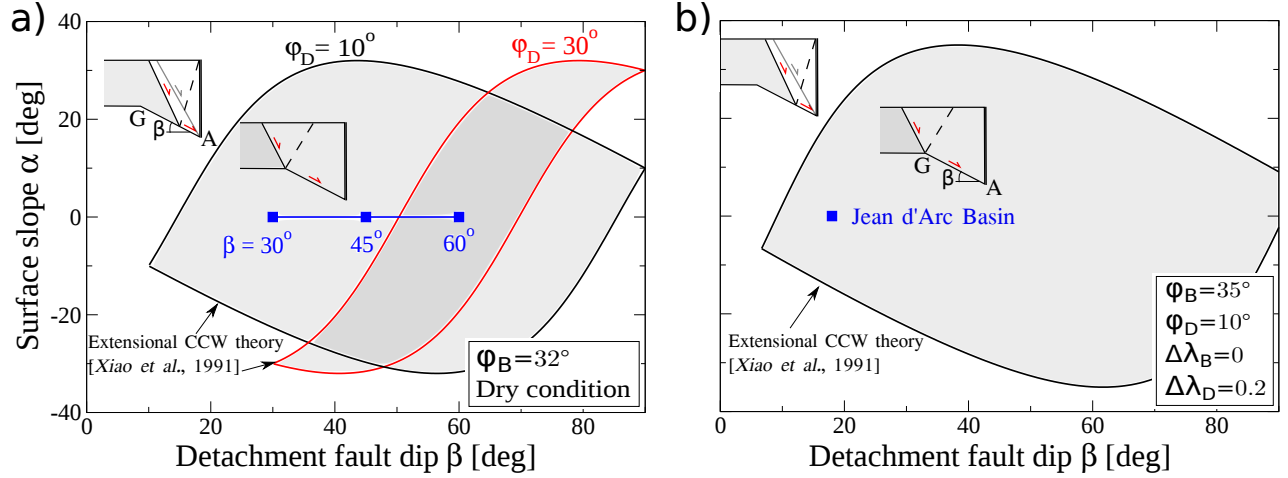 a)
Surface slope α [deg]
40
20
0
-20
-40
φD= 10°
φD= 30°
G
β
A
β = 30°
45°
60°
Extensional CCW theory
[Xiao et al., 1991]
φB=32°
Dry condition
0
20
40
60
80
Detachment fault dip β [deg]
b)
G
β
A
Jean d'Arc Basin
Extensional CCW theory
[Xiao et al., 1991]
φB=35°
φD=10°
ΔλB=0
ΔλD=0.2
0
20
40
60
80
Detachment fault dip β [deg]